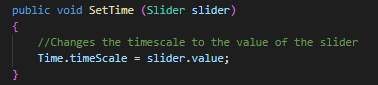 public void SetTime (Slider slider)
{
    //Changes the timescale to the value of the slider
    Time.timeScale = slider.value;
}